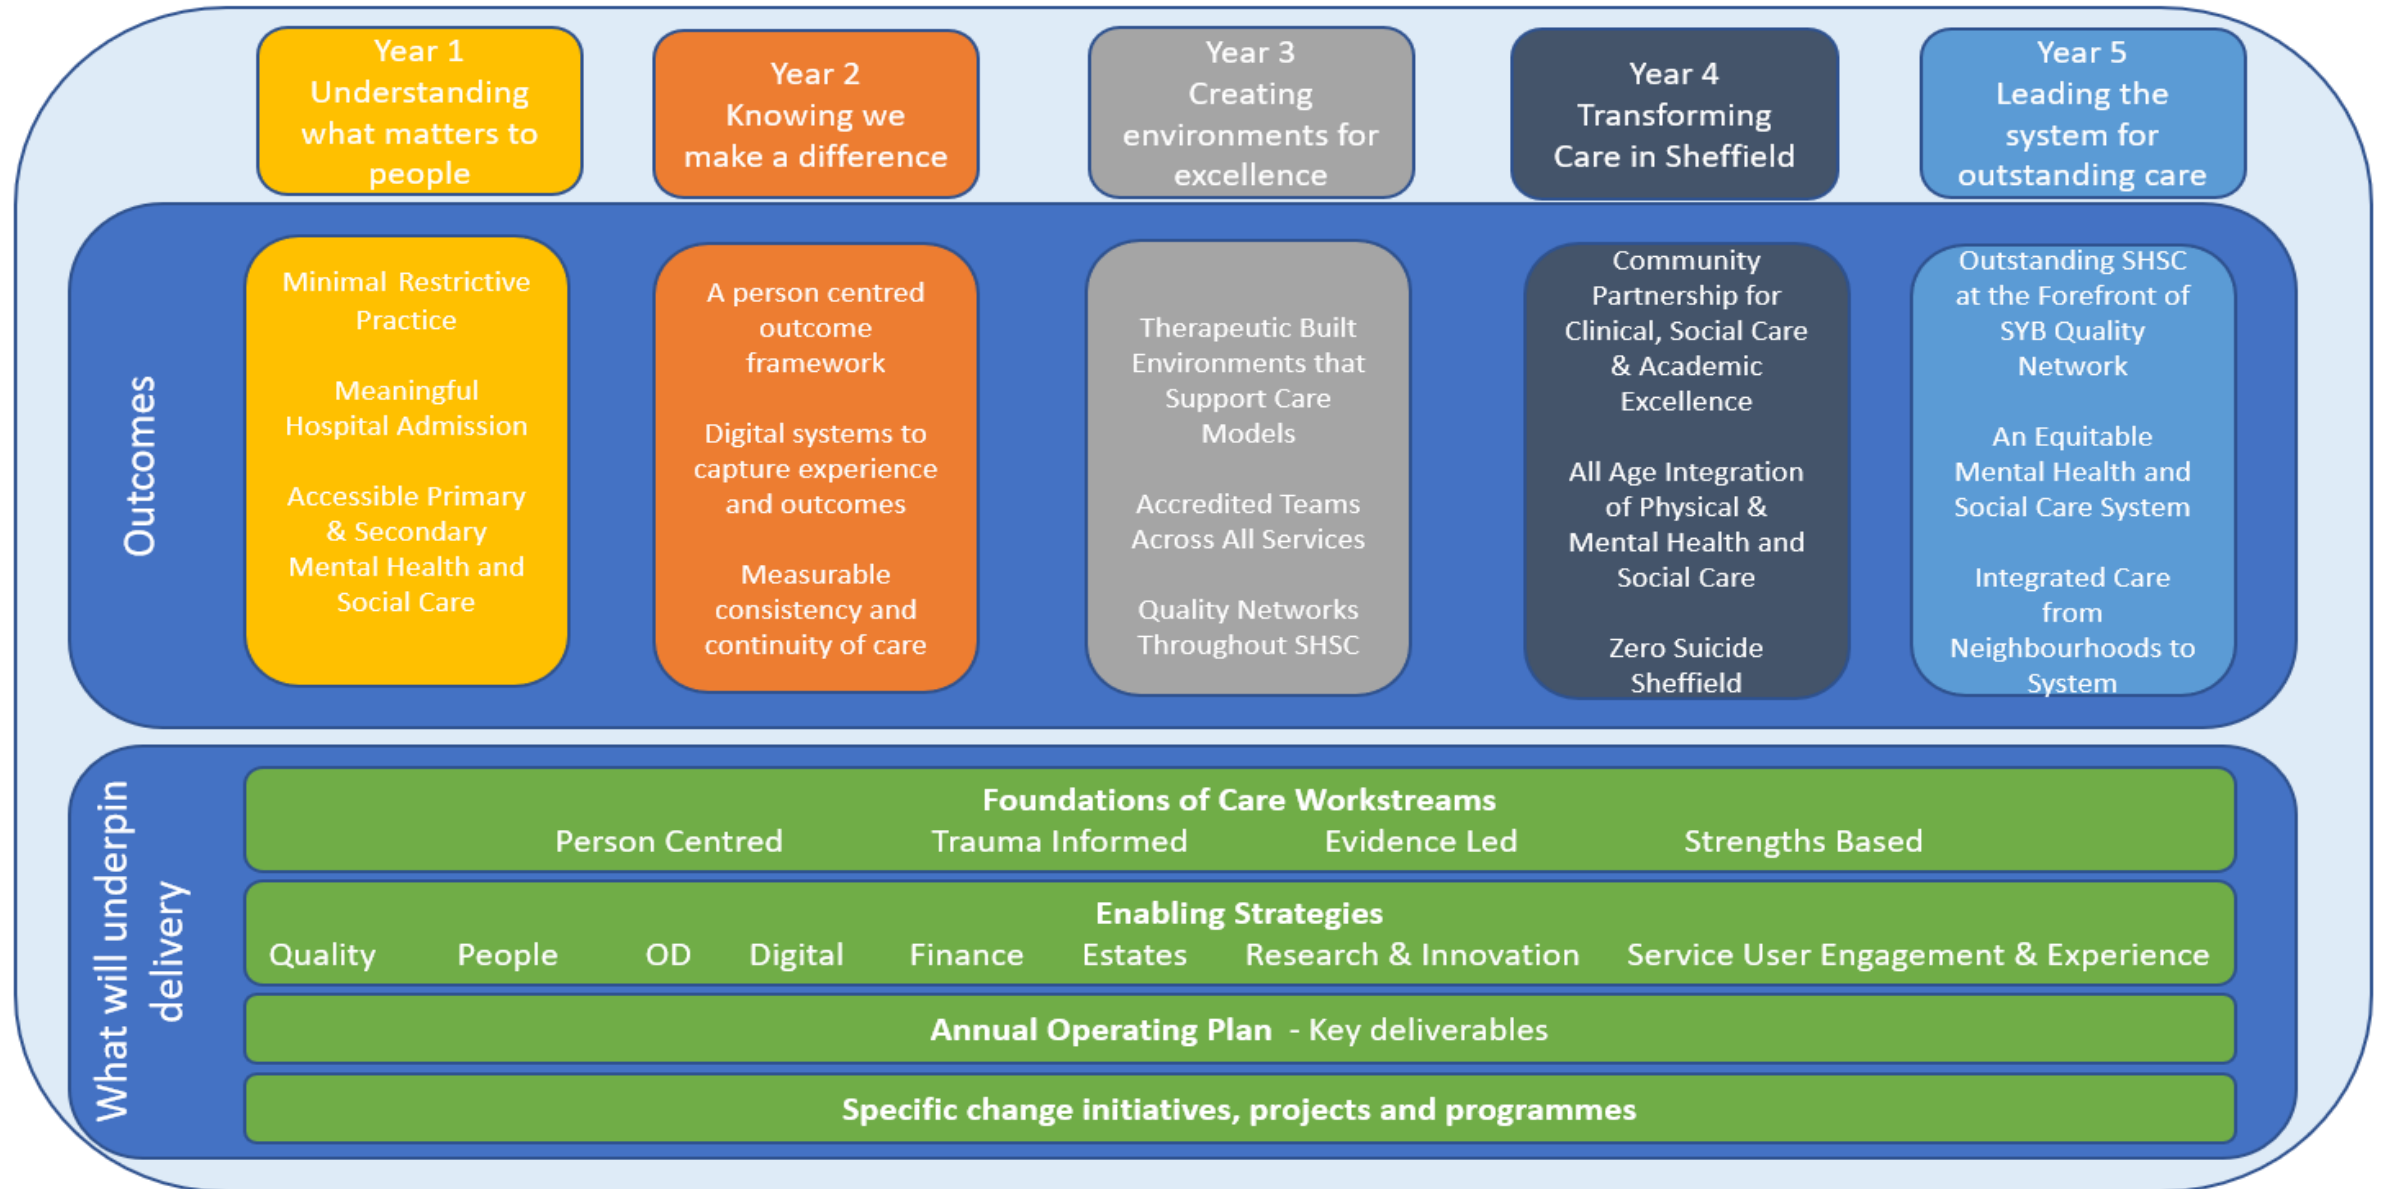 Year 1
Understanding
what matters to
people
Year 2
Knowing we
make a difference
Year 3
Creating
environments for
excellence
Year 4
Transforming
Care in Sheffield
Year 5
Leading the
system for
outstanding care
Outcomes
Minimal Restrictive
Practice
Meaningful
Hospital Admission
Accessible Primary
& Secondary
Mental Health and
Social Care
A person centred
outcome
framework
Digital systems to
capture experience
and outcomes
Measurable
consistency and
continuity of care
Therapeutic Built
Environments that
Support Care
Models
Accredited Teams
Across All Services
Quality Networks
Throughout SHSC
Community
Partnership for
Clinical, Social Care
& Academic
Excellence
All Age Integration
of Physical &
Mental Health and
Social Care
Zero Suicide
Sheffield
Outstanding SHSC
at the Forefront of
SYB Quality
Network
An Equitable
Mental Health and
Social Care System
Integrated Care
from
Neighbourhoods to
System
What will underpin
delivery
Foundations of Care Workstreams
Person Centred Trauma Informed Evidence Led Strengths Based
Enabling Strategies
Quality People OD Digital Finance Estates Research & Innovation Service User Engagement & Experience
Annual Operating Plan - Key deliverables
Specific change initiatives, projects and programmes